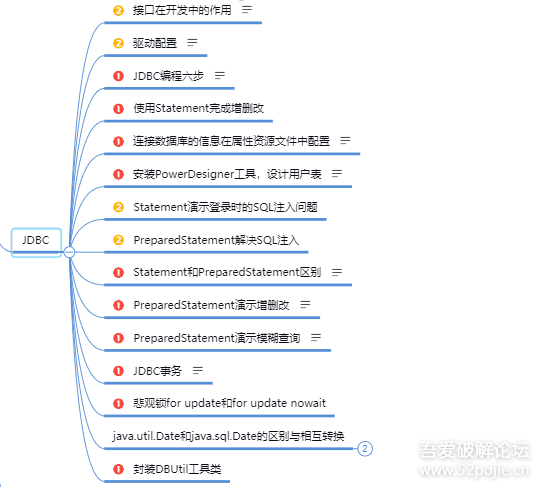 ② 接口在开发中的作用
② 驱动配置
① JDBC编程六步
① 使用Statement完成增删改
① 连接数据库的信息在属性资源文件中配置
① 安装PowerDesigner工具，设计用户表
② Statement演示登录时的SQL注入问题
JDBC
② PreparedStatement解决SQL注入
① Statement和PreparedStatement区别
① PreparedStatement演示增删改
① PreparedStatement演示模糊查询
① JDBC事务
① 悲观锁for update和for update nowait
java.util.Date和java.sql.Date的区别与相互转换 2
① 封装DBUtil工具类
吾爱破解论坛
www.52pojie.cn